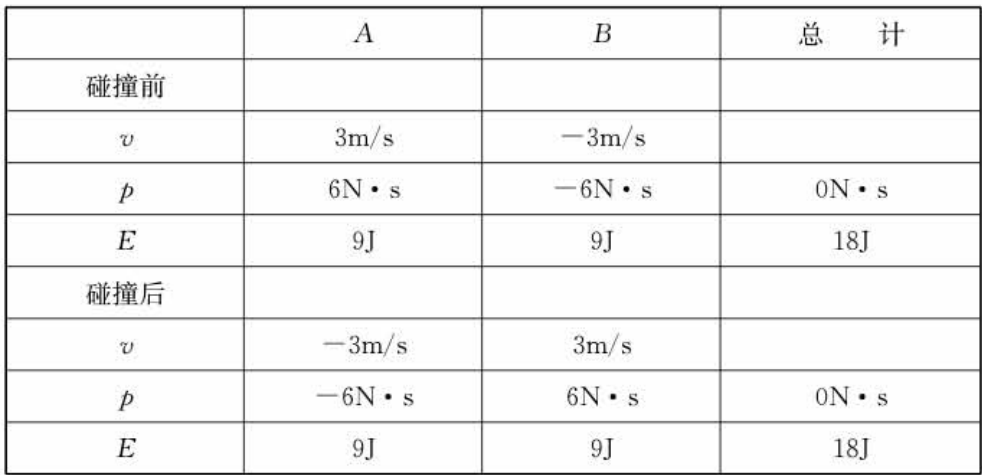 A B 总 计
碰撞前
v 3m/s －3m/s
p 6N·s －6N·s 0N·s
E 9J 9J 18J
碰撞后
v －3m/s 3m/s
p －6N·s 6N·s 0N·s
E 9J 9J 18J